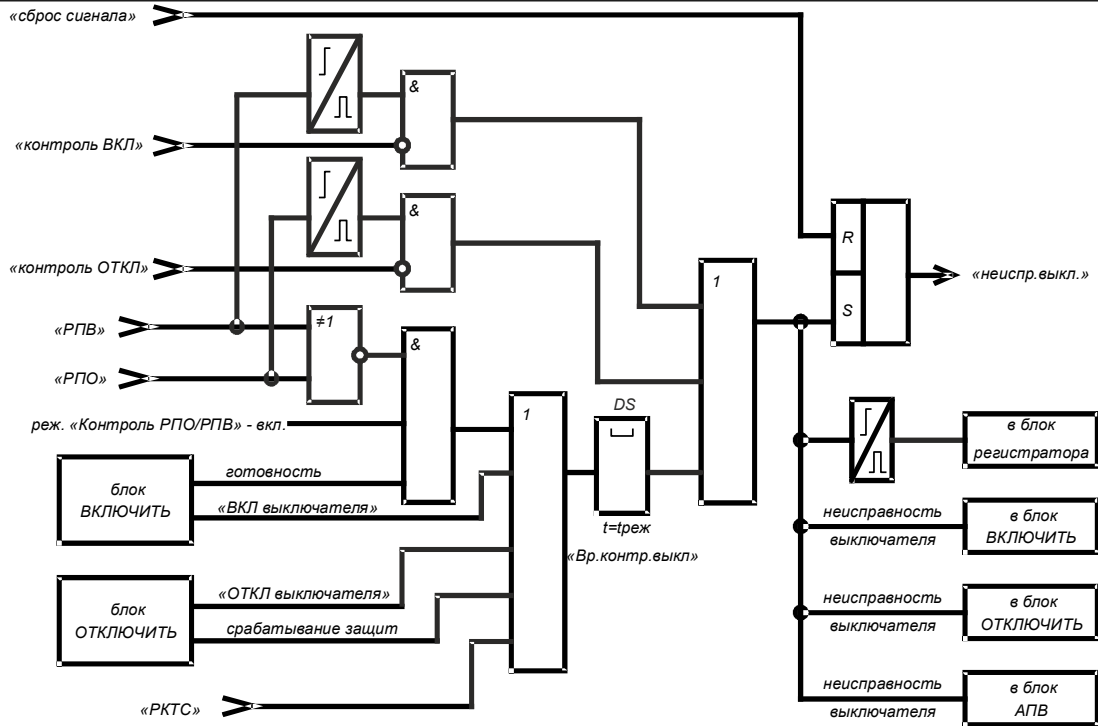 «сброс сигнала»
&
«контроль ВКЛ»
&
«контроль ОТКЛ»
R
S
«неиспр.выкл.»
1
«РПВ»
≠1
&
«РПО»
реж. «Контроль РПО/РПВ» - вкл.
1
DS
t=tреж
«Вр.контр.выкл»
блок
ВКЛЮЧИТЬ
готовность
«ВКЛ выключателя»
блок
ОТКЛЮЧИТЬ
«ОТКЛ выключателя»
срабатывание защит
«РКТС»
в блок
регистратора
неисправность
выключателя
в блок
ВКЛЮЧИТЬ
неисправность
выключателя
в блок
ОТКЛЮЧИТЬ
неисправность
выключателя
в блок
АПВ